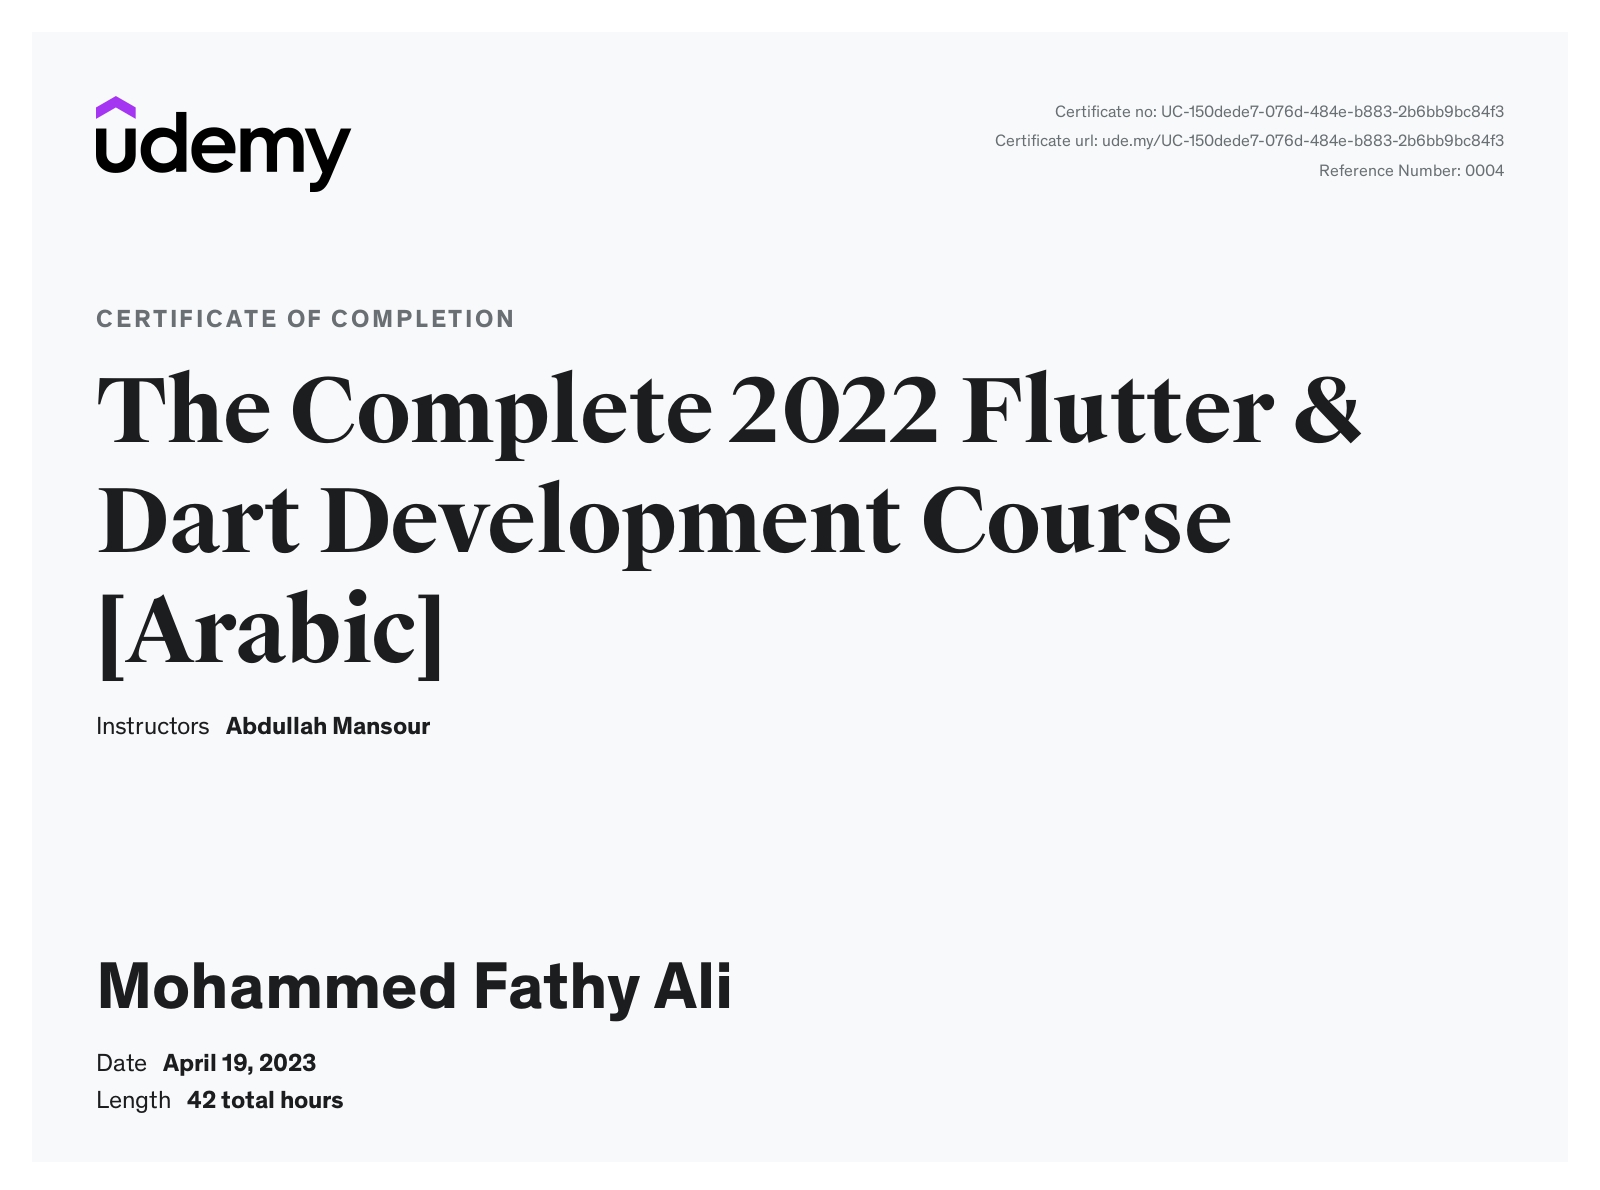 udemy
Certificate no: UC-150dede7-076d-484e-b883-2b6bb9bc84f3
Certificate url: ude.my/UC-150dede7-076d-484e-b883-2b6bb9bc84f3
Reference Number: 0004
CERTIFICATE OF COMPLETION
The Complete 2022 Flutter &
Dart Development Course
[Arabic]
Instructors Abdullah Mansour
Mohammed Fathy Ali
Date April 19, 2023
Length 42 total hours